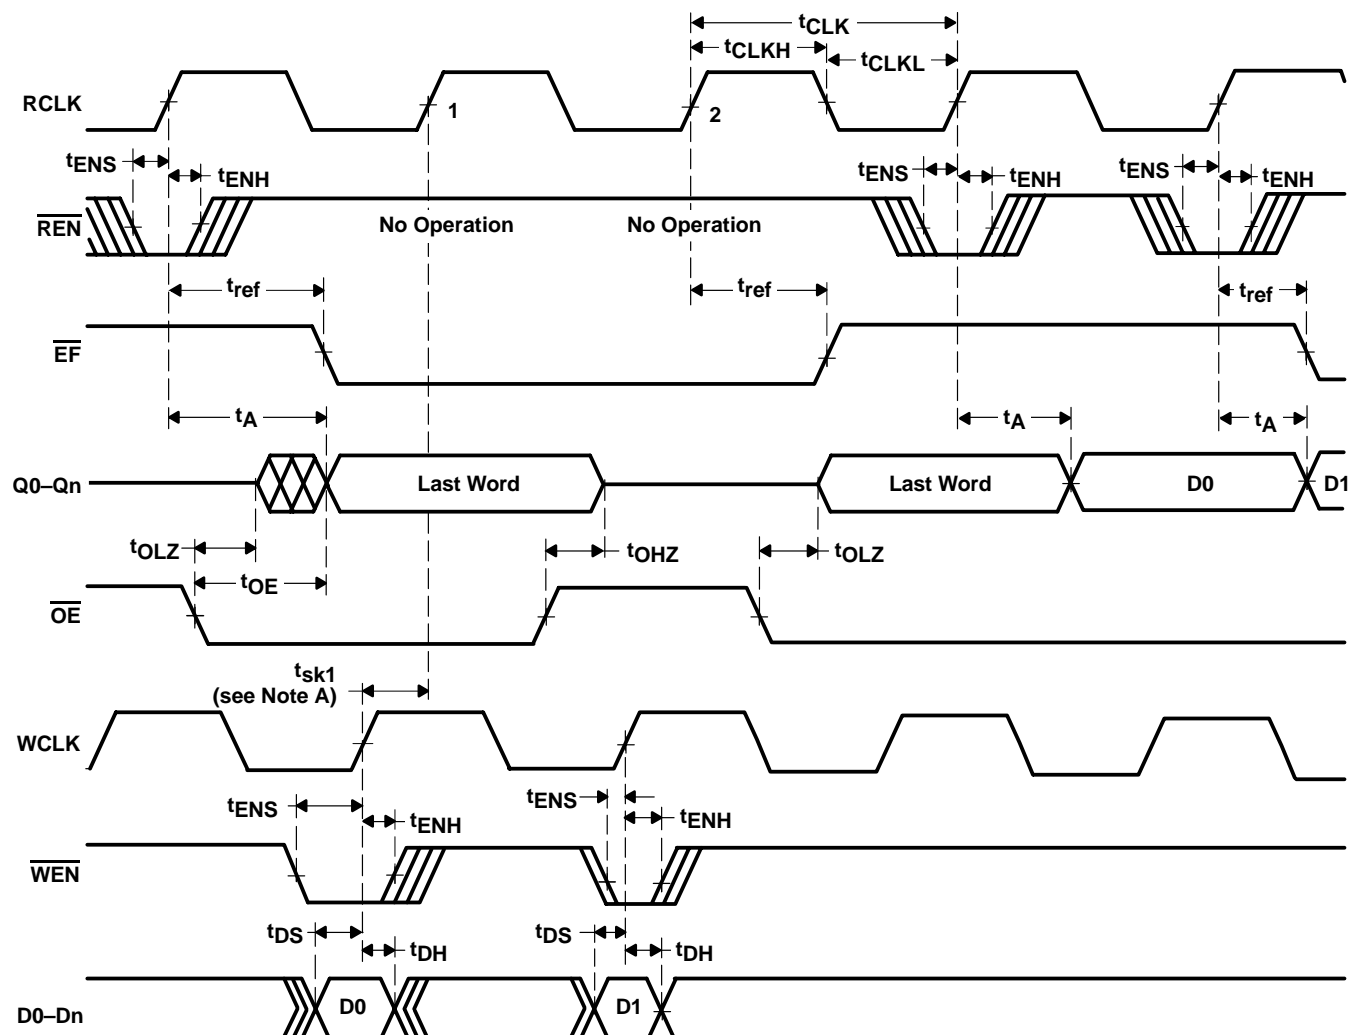 tCLK
tCLKH
tCLKL
RCLK
1
2
tENS
tENH
tENS
tENH
tENS
tENH
REN
No Operation
No Operation
tref
tref
tref
EF
tA
tA
tA
Q0–Qn
Last Word
Last Word
D0
D1
tOLZ
tOHZ
tOLZ
tOE
OE
tsk1
(see Note A)
WCLK
tENS
tENH
tENS
tENH
WEN
tDS
tDH
tDS
tDH
D0–Dn
D0
D1